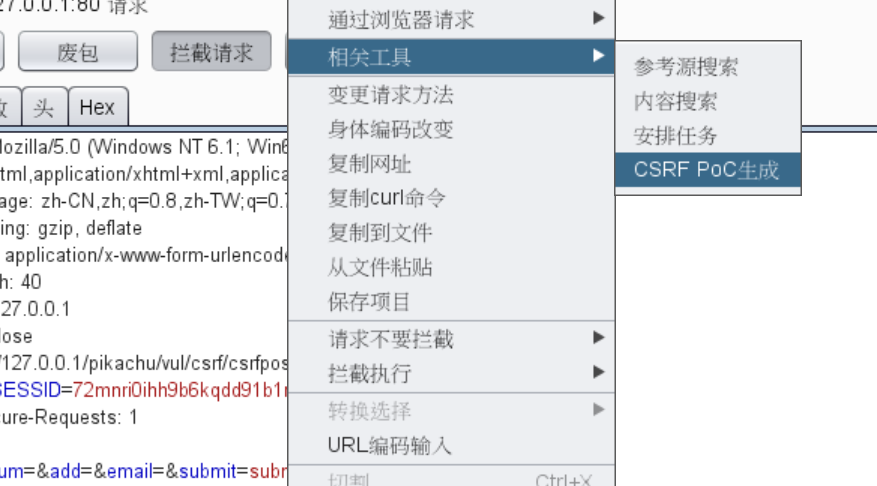 27.0.0.1:80 请求
废包
拦截请求
头
Hex
Mozilla/5.0 (Windows NT 6.1; Win6
tml,application/xhtml+xml,applica
age: zh-CN,zh;q=0.8,zh-TW;q=0.7
ing: gzip, deflate
application/x-www-form-urlencode
h: 40
27.0.0.1
lose
/127.0.0.1/pikachu/vul/csrf/csrfpos
SESSID=72mnri0ihh9b6kqdd91b1
cure-Requests: 1
um=&add=&email=&submit=subm
通过浏览器请求
相关工具
变更请求方法
身体编码改变
复制网址
复制curl命令
复制到文件
从文件粘贴
保存项目
请求不要拦截
拦截执行
转换选择
URL编码输入
切割 Ctrl+X
参考源搜索
内容搜索
安排任务
CSRF PoC生成